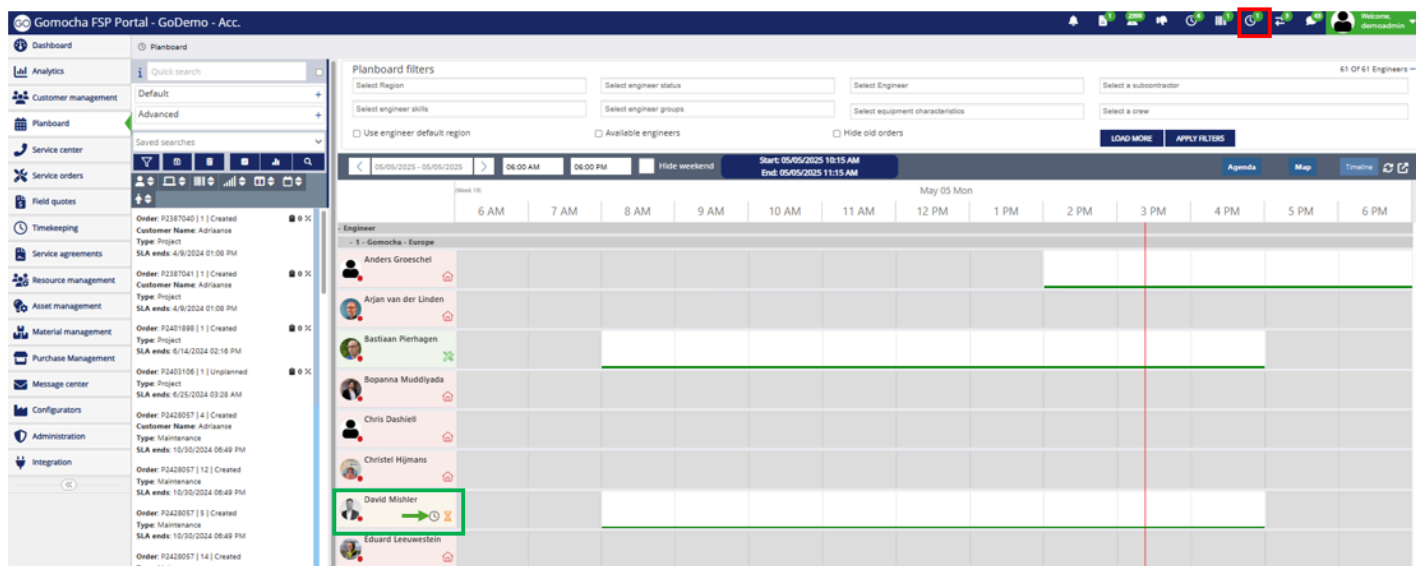 GO Gomocha FSP Portal - GoDemo - Acc.
1 2990 4 1 1 3 43
Welcome,
demoadmin
Dashboard
Analytics
Customer management
Planboard
Service center
Service orders
Field quotes
Timekeeping
Service agreements
Resource management
Asset management
Material management
Purchase Management
Message center
Configurators
Administration
Integration
Planboard
Quick search
Default +
Advanced +
Saved searches
Order: P2387040 | 1 | Created 0
Customer Name: Adriaanse
Type: Project
SLA ends: 4/9/2024 01:08 PM
Order: P2387041 | 1 | Created 0
Customer Name: Adriaanse
Type: Project
SLA ends: 4/9/2024 01:08 PM
Order: P2401898 | 1 | Created 0
Type: Project
SLA ends: 6/14/2024 02:16 PM
Order: P2403106 | 1 | Unplanned 0
Type: Project
SLA ends: 6/25/2024 03:28 AM
Order: P2428057 | 4 | Created
Customer Name: Adriaanse
Type: Maintenance
SLA ends: 10/30/2024 06:49 PM
Order: P2428057 | 12 | Created
Type: Maintenance
SLA ends: 10/30/2024 06:49 PM
Order: P2428057 | 5 | Created
Type: Maintenance
SLA ends: 10/30/2024 06:49 PM
Order: P2428057 | 14 | Created
Planboard filters
61 Of 61 Engineers
Select Region
Select engineer status
Select Engineer
Select a subcontractor
Select engineer skills
Select engineer groups
Select equipment characteristics
Select a crew
Use engineer default region
Available engineers
Hide old orders
LOAD MORE
APPLY FILTERS
05/05/2025 - 05/05/2025
06:00 AM
06:00 PM
Hide weekend
Start: 05/05/2025 10:15 AM
End: 05/05/2025 11:15 AM
Agenda
Map
Timeline
(Week 19)
May 05 Mon
6 AM 7 AM 8 AM 9 AM 10 AM 11 AM 12 PM 1 PM 2 PM 3 PM 4 PM 5 PM 6 PM
- Engineer
- 1 - Gomocha - Europe
Anders Groeschel
Arjan van der Linden
Bastiaan Pierhagen
Bopanna Muddiyada
Chris Dashiell
Christel Hijmans
David Mishler
Eduard Leeuwestein